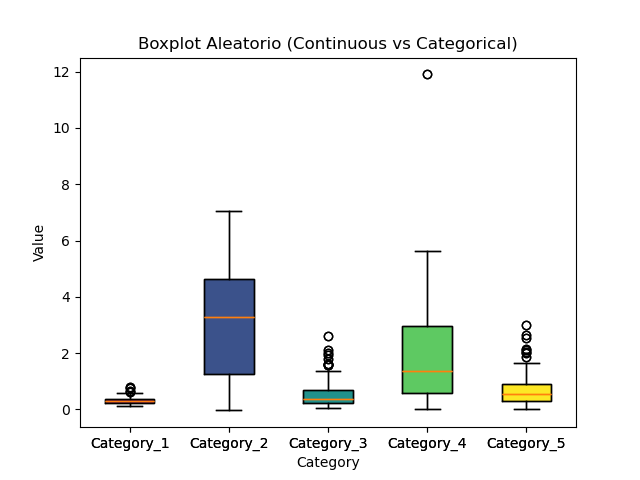 Boxplot Aleatorio (Continuous vs Categorical)
12
10
8
6
4
2
0
Value
Category_1 Category_2 Category_3 Category_4 Category_5
Category